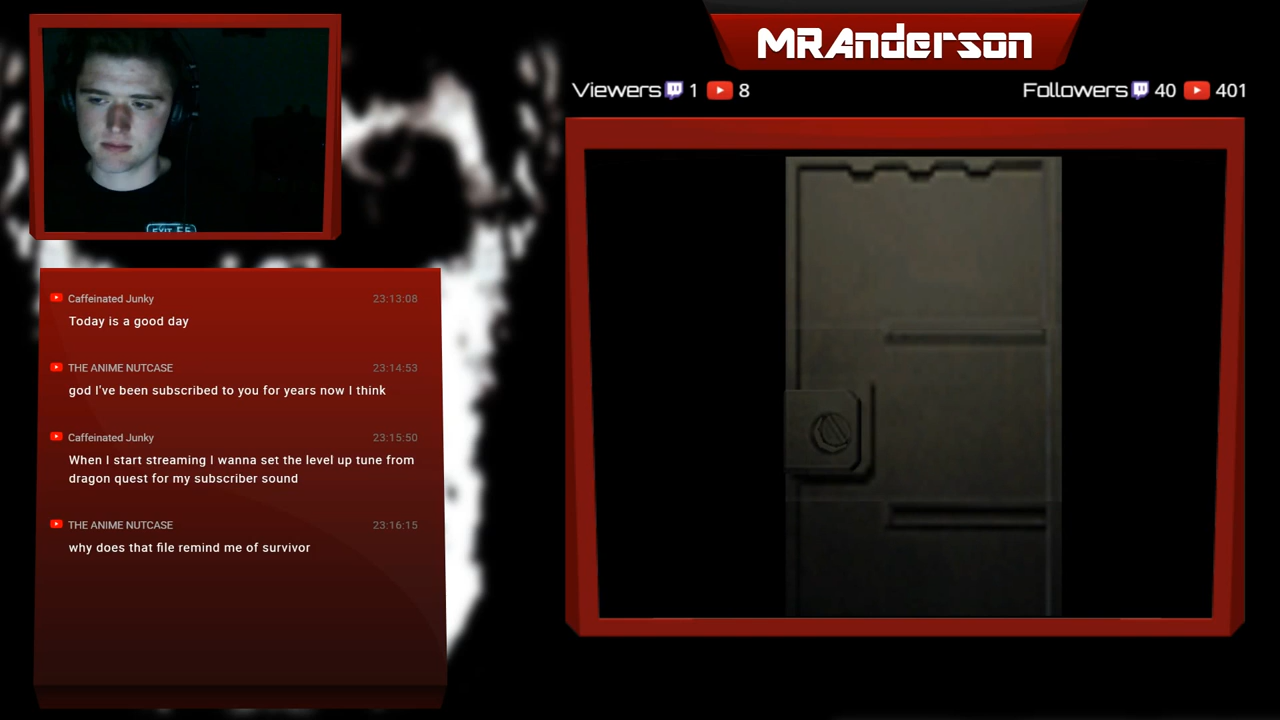 MRAnderson
Viewers 1 8
Followers 40 401
EXIT 55
Caffeinated Junky 23:13:08
Today is a good day
THE ANIME NUTCASE 23:14:53
god I've been subscribed to you for years now I think
Caffeinated Junky 23:15:50
When I start streaming I wanna set the level up tune from
dragon quest for my subscriber sound
THE ANIME NUTCASE 23:16:15
why does that file remind me of survivor